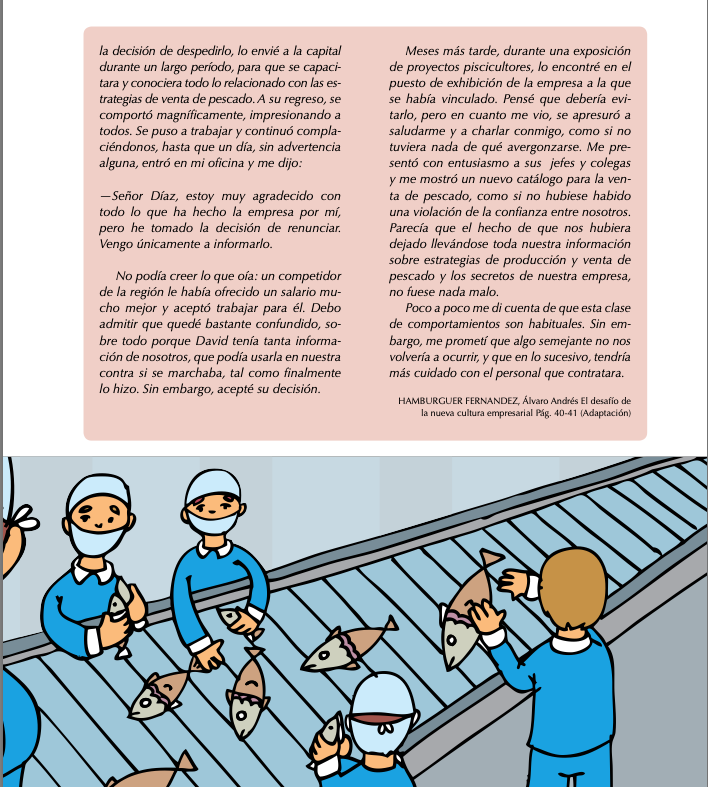 la decisión de despedirlo, lo envié a la capital
durante un largo período, para que se capaci-
tara y conociera todo lo relacionado con las es-
trategias de venta de pescado. A su regreso, se
comportó magníficamente, impresionando a
todos. Se puso a trabajar y continuó compla-
ciéndonos, hasta que un día, sin advertencia
alguna, entró en mi oficina y me dijo:
—Señor Díaz, estoy muy agradecido con
todo lo que ha hecho la empresa por mí,
pero he tomado la decisión de renunciar.
Vengo únicamente a informarlo.
No podía creer lo que oía: un competidor
de la región le había ofrecido un salario mu-
cho mejor y aceptó trabajar para él. Debo
admitir que quedé bastante confundido, so-
bre todo porque David tenía tanta informa-
ción de nosotros, que podía usarla en nuestra
contra si se marchaba, tal como finalmente
lo hizo. Sin embargo, acepté su decisión.
Meses más tarde, durante una exposición
de proyectos piscicultores, lo encontré en el
puesto de exhibición de la empresa a la que
se había vinculado. Pensé que debería evi-
tarlo, pero en cuanto me vio, se apresuró a
saludarme y a charlar conmigo, como si no
tuviera nada de qué avergonzarse. Me pre-
sentó con entusiasmo a sus jefes y colegas
y me mostró un nuevo catálogo para la ven-
ta de pescado, como si no hubiese habido
una violación de la confianza entre nosotros.
Parecía que el hecho de que nos hubiera
dejado llevándose toda nuestra información
sobre estrategias de producción y venta de
pescado y los secretos de nuestra empresa,
no fuese nada malo.
Poco a poco me di cuenta de que esta clase
de comportamientos son habituales. Sin em-
bargo, me prometí que algo semejante no nos
volvería a ocurrir, y que en lo sucesivo, tendría
más cuidado con el personal que contratara.
HAMBURGUER FERNANDEZ, Álvaro Andrés El desafío de
la nueva cultura empresarial Pág. 40-41 (Adaptación)